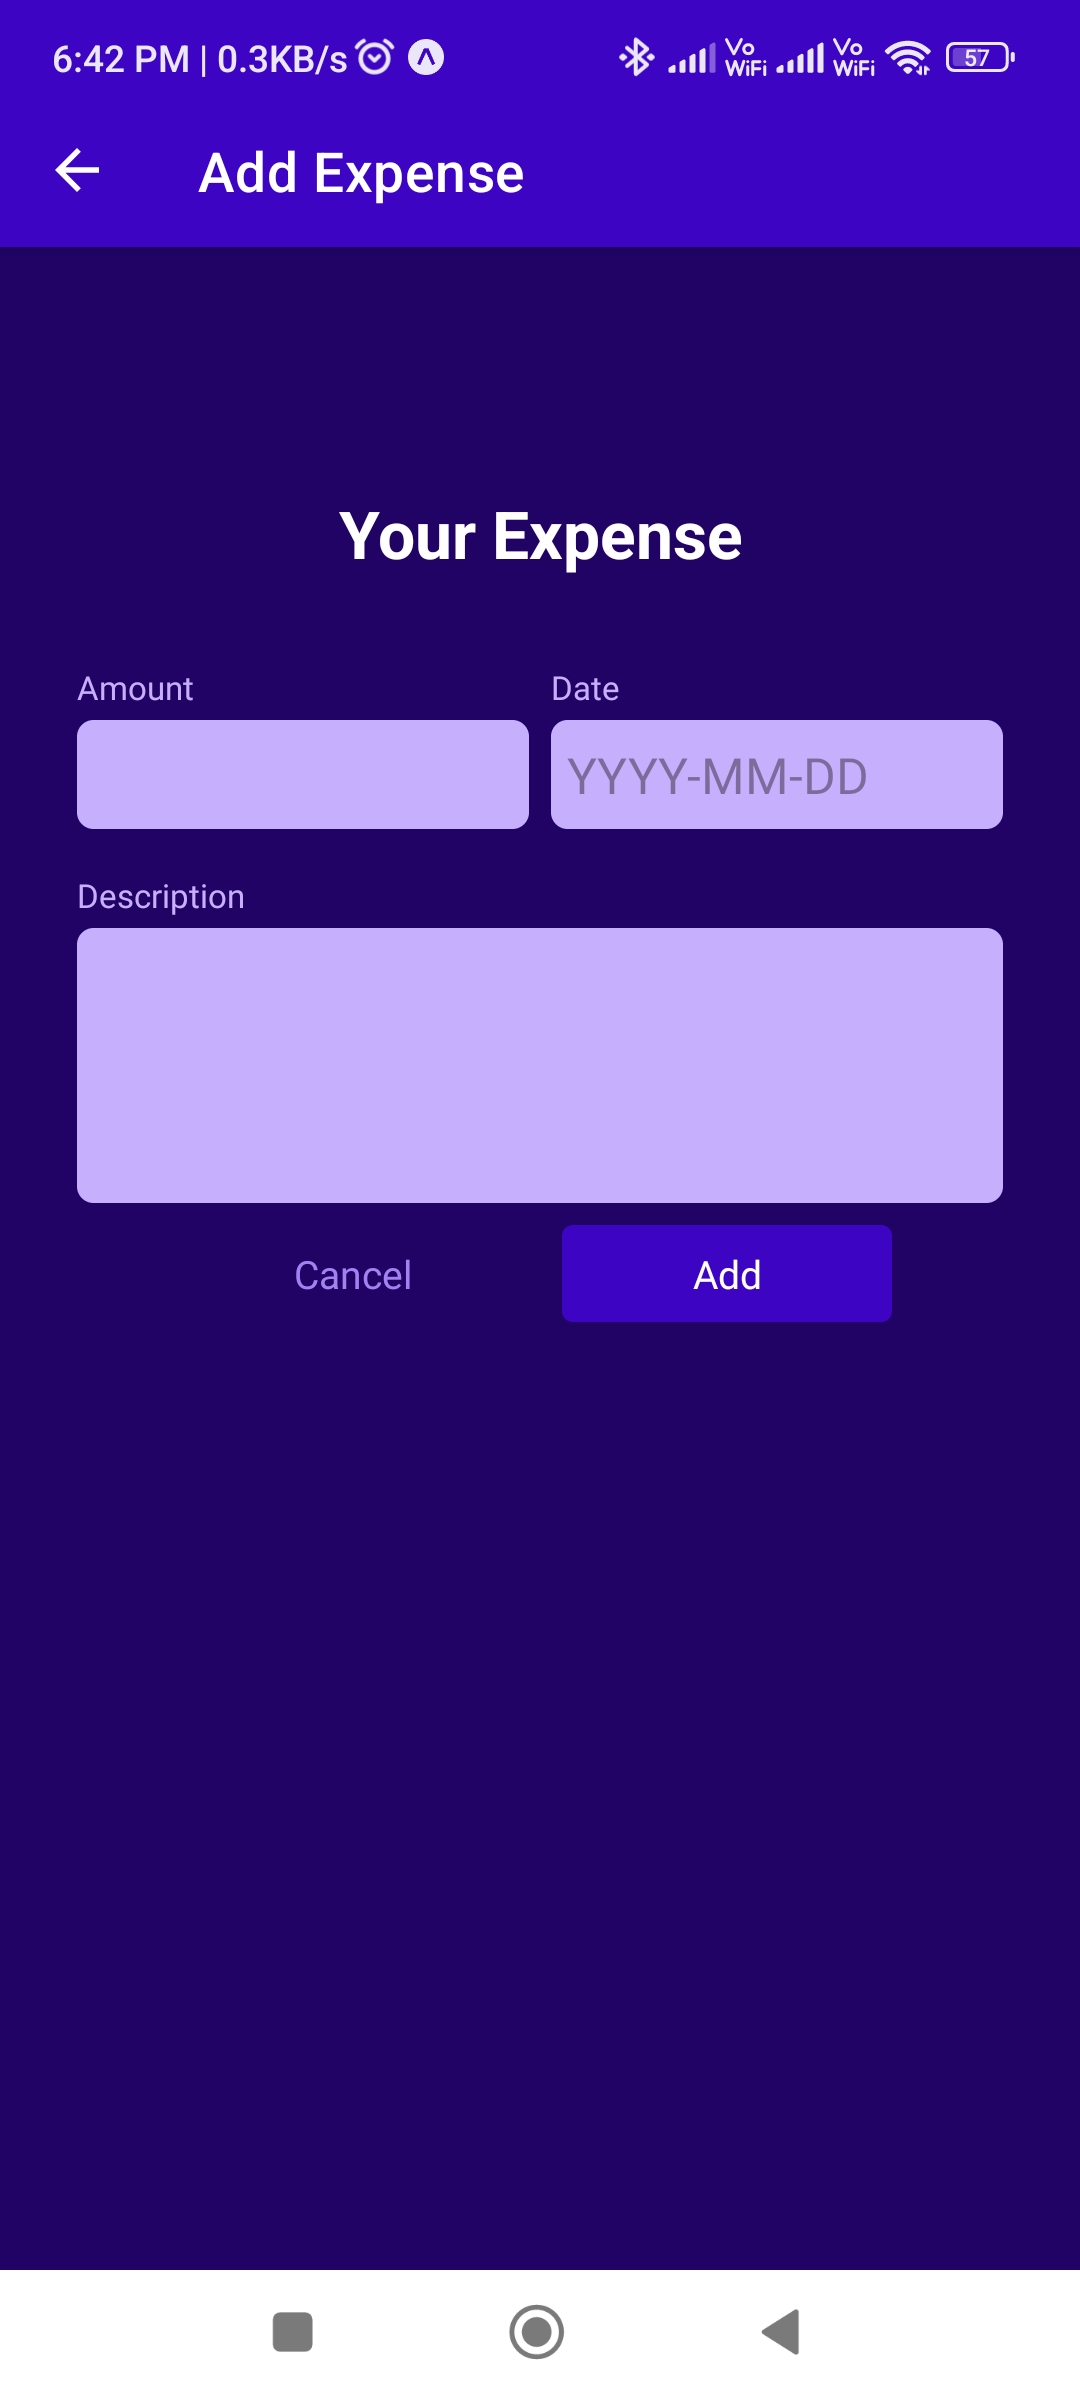 6:42 PM | 0.3KB/s Vo WiFi Vo WiFi 57
Add Expense
Your Expense
Amount Date
YYYY-MM-DD
Description
Cancel Add